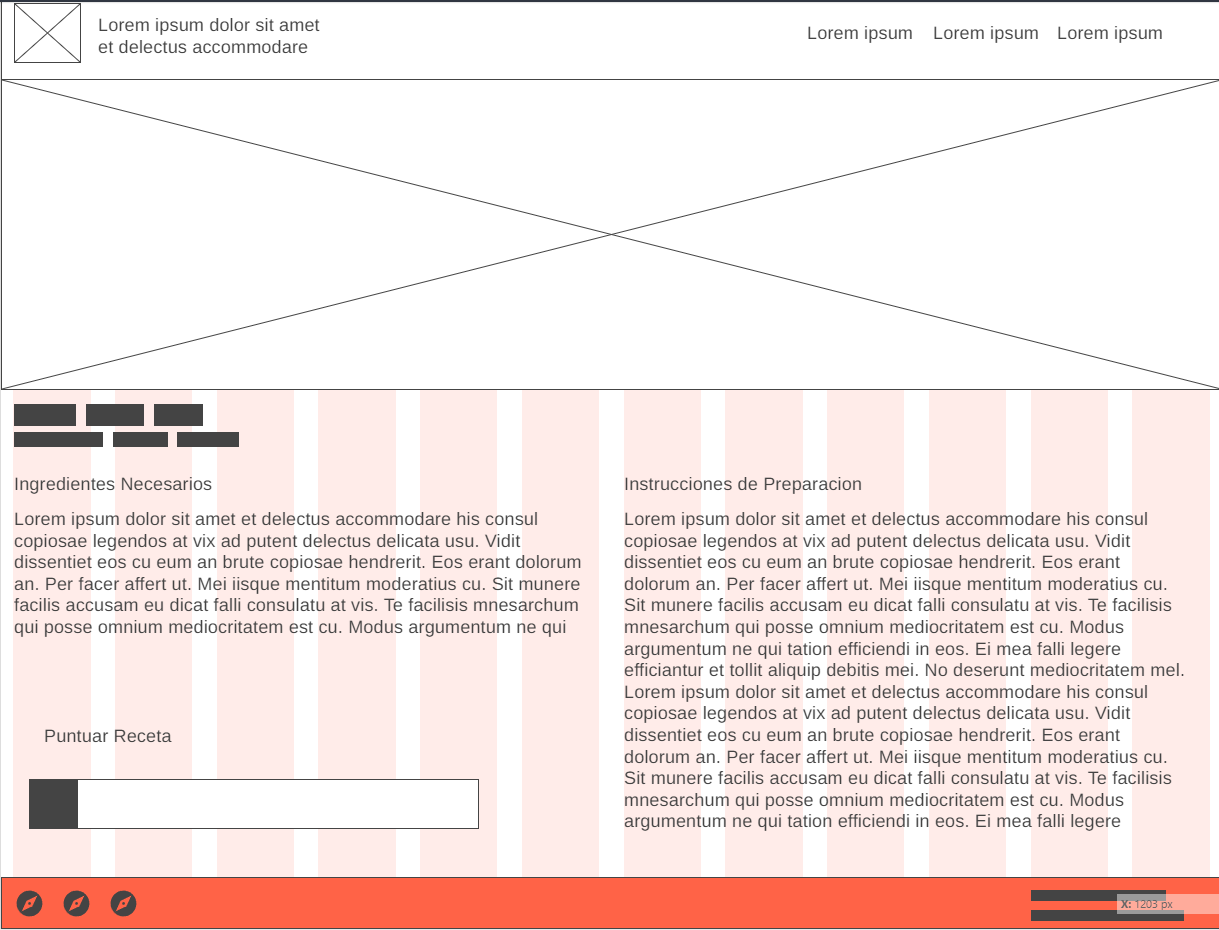 Lorem ipsum dolor sit amet
et delectus accommodare
Lorem ipsum Lorem ipsum Lorem ipsum
Ingredientes Necesarios
Lorem ipsum dolor sit amet et delectus accommodare his consul
copiosae legendos at vix ad putent delectus delicata usu. Vidit
dissentiet eos cu eum an brute copiosae hendrerit. Eos erant dolorum
an. Per facer affert ut. Mei iisque mentitum moderatius cu. Sit munere
facilis accusam eu dicat falli consulatu at vis. Te facilisis mnesarchum
qui posse omnium mediocritatem est cu. Modus argumentum ne qui
Puntuar Receta
Instrucciones de Preparacion
Lorem ipsum dolor sit amet et delectus accommodare his consul
copiosae legendos at vix ad putent delectus delicata usu. Vidit
dissentiet eos cu eum an brute copiosae hendrerit. Eos erant
dolorum an. Per facer affert ut. Mei iisque mentitum moderatius cu.
Sit munere facilis accusam eu dicat falli consulatu at vis. Te facilisis
mnesarchum qui posse omnium mediocritatem est cu. Modus
argumentum ne qui tation efficiendi in eos. Ei mea falli legere
efficiantur et tollit aliquip debitis mei. No deserunt mediocritatem mel.
Lorem ipsum dolor sit amet et delectus accommodare his consul
copiosae legendos at vix ad putent delectus delicata usu. Vidit
dissentiet eos cu eum an brute copiosae hendrerit. Eos erant
dolorum an. Per facer affert ut. Mei iisque mentitum moderatius cu.
Sit munere facilis accusam eu dicat falli consulatu at vis. Te facilisis
mnesarchum qui posse omnium mediocritatem est cu. Modus
argumentum ne qui tation efficiendi in eos. Ei mea falli legere
X: 1203 px